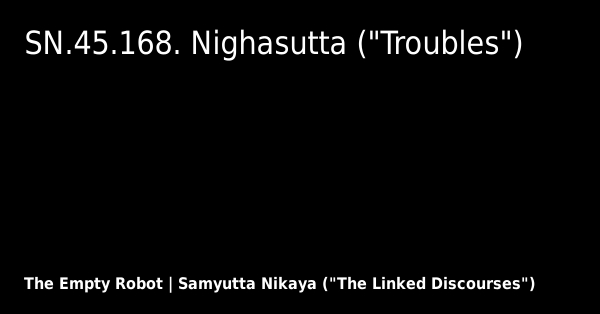 SN.45.168. Nighasutta ("Troubles")
The Empty Robot | Samyutta Nikaya ("The Linked Discourses")